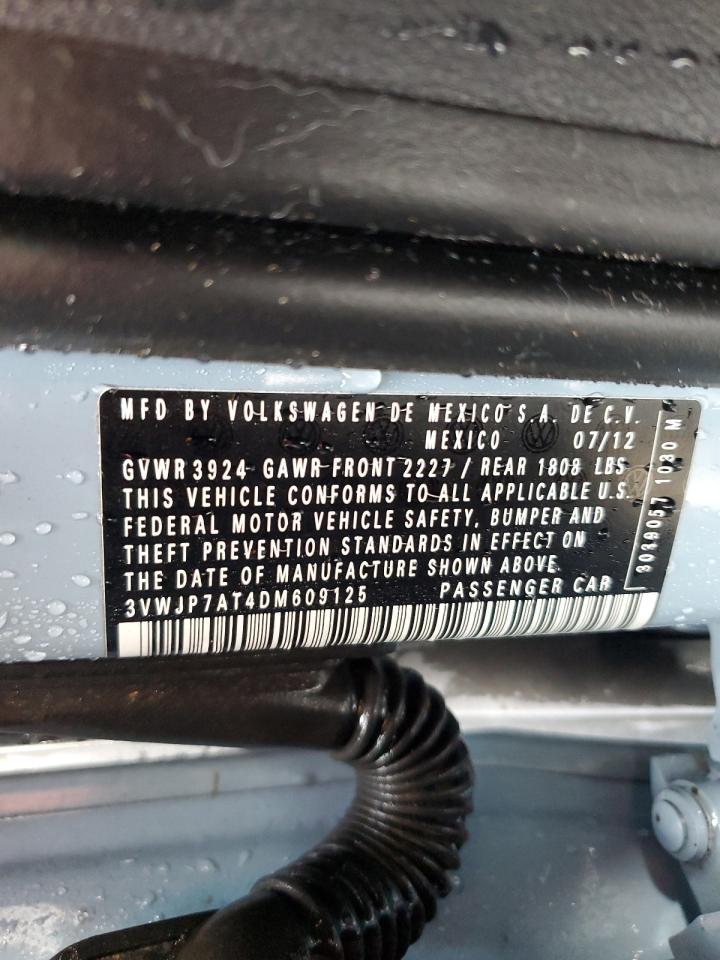 MFD BY VOLKSWAGEN DE MEXICO S.A. DE C.V.
MEXICO 07/12
GVWR 3924 GAWR FRONT 2227 / REAR 1808 LBS
THIS VEHICLE CONFORMS TO ALL APPLICABLE U.S.
FEDERAL MOTOR VEHICLE SAFETY, BUMPER AND
THEFT PREVENTION STANDARDS IN EFFECT ON
THE DATE OF MANUFACTURE SHOWN ABOVE.
3VWJP7AT4DM609125 PASSENGER CAR
3039057 1030 M